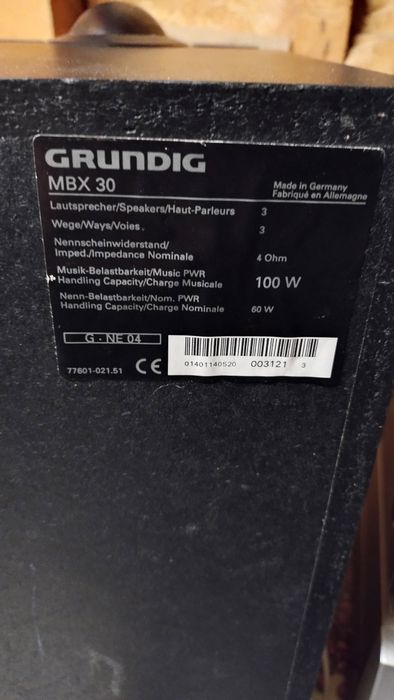 GRUNDIG
MBX 30
Made in Germany
Fabriqué en Allemagne
Lautsprecher/Speakers/Haut-Parleurs 3
Wege/Ways/Voies. 3
Nennscheinwiderstand/
Imped./Impedance Nominale 4 Ohm
Musik-Belastbarkeit/Music PWR
Handling Capacity/Charge Musicale 100 W
Nenn-Belastbarkeit/Nom. PWR
Handling Capacity/Charge Nominale 60 W
G - NE 04
77601-021.51 CE 01401140520 003121 3